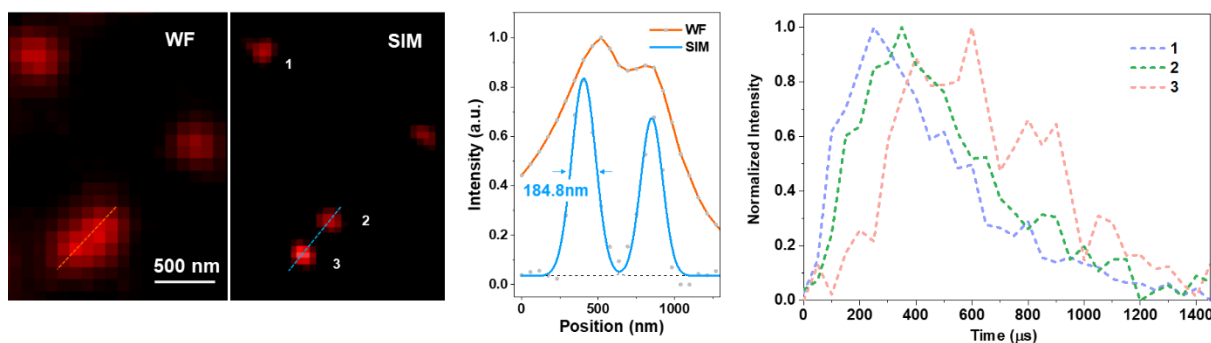 WF
500 nm
SIM
1
2
3
Intensity (a.u.)
1.0
0.8
0.6
0.4
0.2
0.0
WF
SIM
184.8nm
0
500
1000
Position (nm)
Normalized Intensity
1.0
0.8
0.6
0.4
0.2
0.0
1
2
3
0
200
400
600
800
1000
1200
1400
Time (μs)